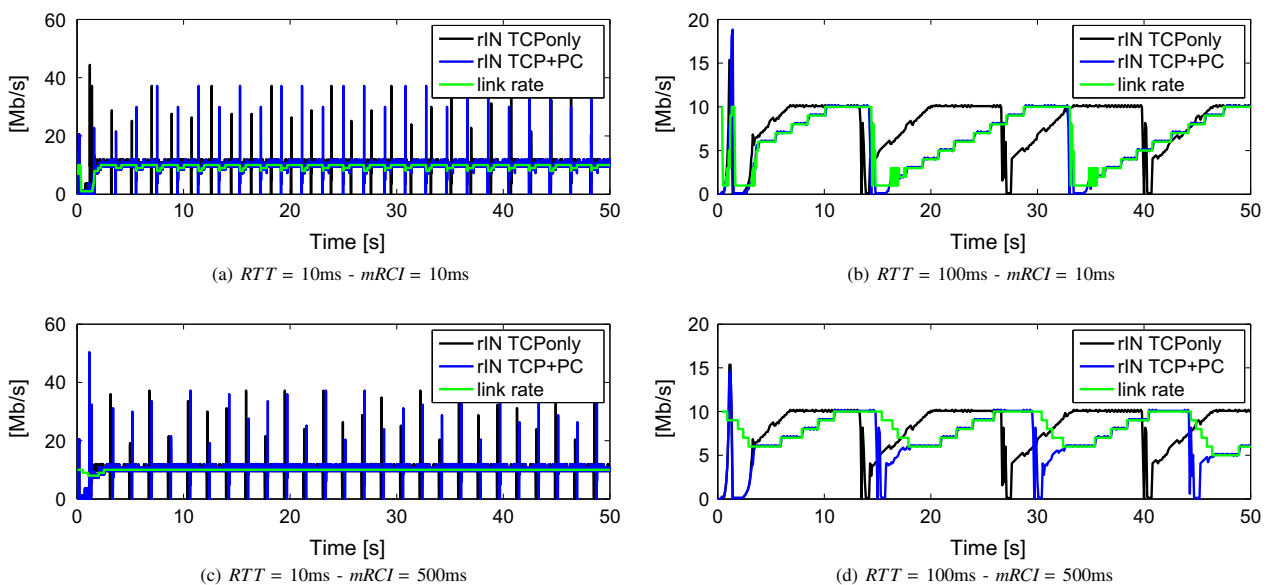 60
40
20
0
[Mb/s]
rIN TCPonly
rIN TCP+PC
link rate
0 10 20 30 40 50
Time [s]
(a) RTT = 10ms - mRCI = 10ms
20
15
10
5
0
[Mb/s]
rIN TCPonly
rIN TCP+PC
link rate
0 10 20 30 40 50
Time [s]
(b) RTT = 100ms - mRCI = 10ms
60
40
20
0
[Mb/s]
rIN TCPonly
rIN TCP+PC
link rate
0 10 20 30 40 50
Time [s]
(c) RTT = 10ms - mRCI = 500ms
20
15
10
5
0
[Mb/s]
rIN TCPonly
rIN TCP+PC
link rate
0 10 20 30 40 50
Time [s]
(d) RTT = 100ms - mRCI = 500ms